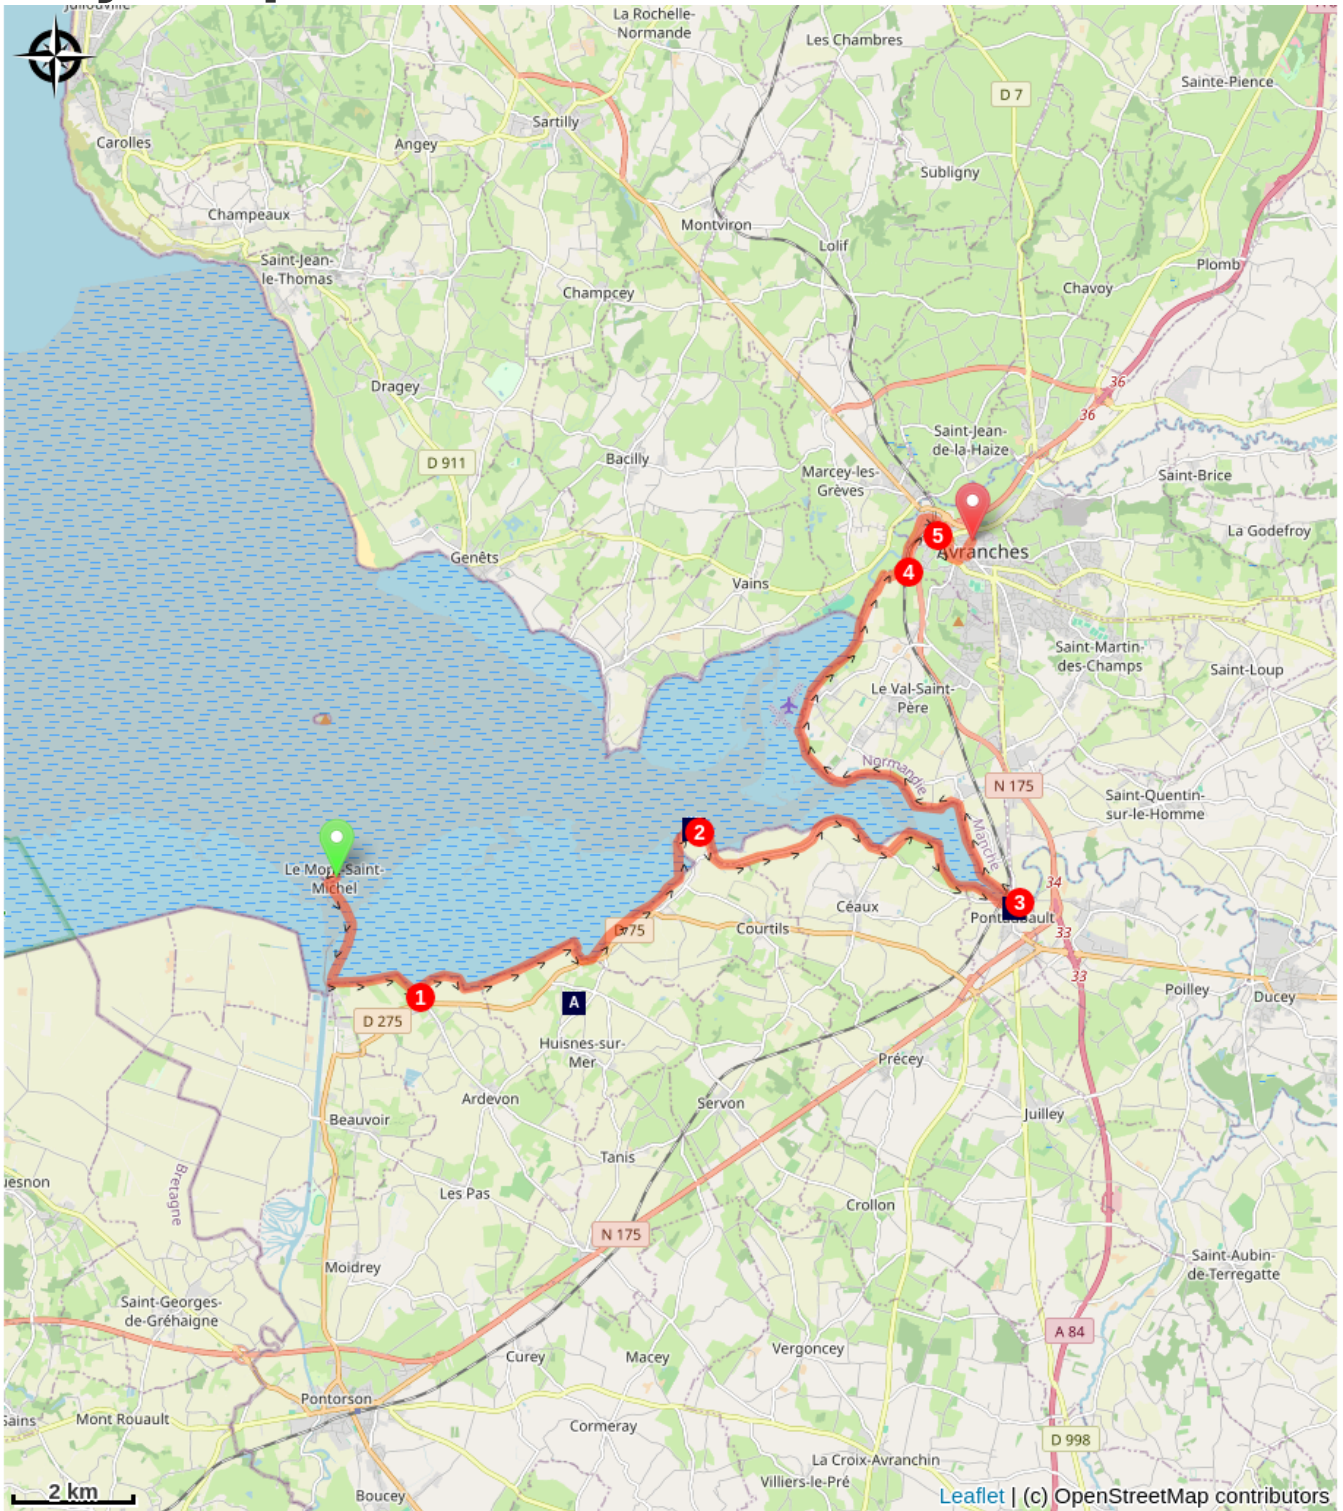 La Rochelle-
Normande
Les Chambres
Sainte-Pience
D 7
Sartilly
Carolles
Angey
Subligny
Champeaux
Montviron
Lolif
Saint-Jean-
le-Thomas
Plomb
Champcey
Chavoy
Dragey
36
36
Saint-Jean-
de-la-Haize
D 911
Bacilly
Marcey-les-
Grèves
Saint-Brice
La Godefroy
5
Avranches
Genêts
4
Vains
Saint-Martin-
des-Champs
Saint-Loup
Le Val-Saint-
Père
Normandie
Manche
N 175
Saint-Quentin-
sur-le-Homme
2
Le Mont-Saint-
Michel
34
Céaux
3
Pontaubault
D 75
Courtils
33
33
1
A
Poilley
Ducey
D 275
Huisnes-sur-
Mer
Précey
Ardevon
Servon
Juilley
Beauvoir
Tanis
uesnon
Bretagne
Les Pas
Crollon
N 175
Moidrey
Saint-Aubin-
de-Terregatte
Saint-Georges-
de-Gréhaigne
A 84
Curey
Macey
Vergoncey
Pontorson
Sains
Mont Rouault
Cormeray
D 998
La Croix-Avranchin
Villiers-le-Pré
2 km
Boucey
Leaflet | (c) OpenStreetMap contributors